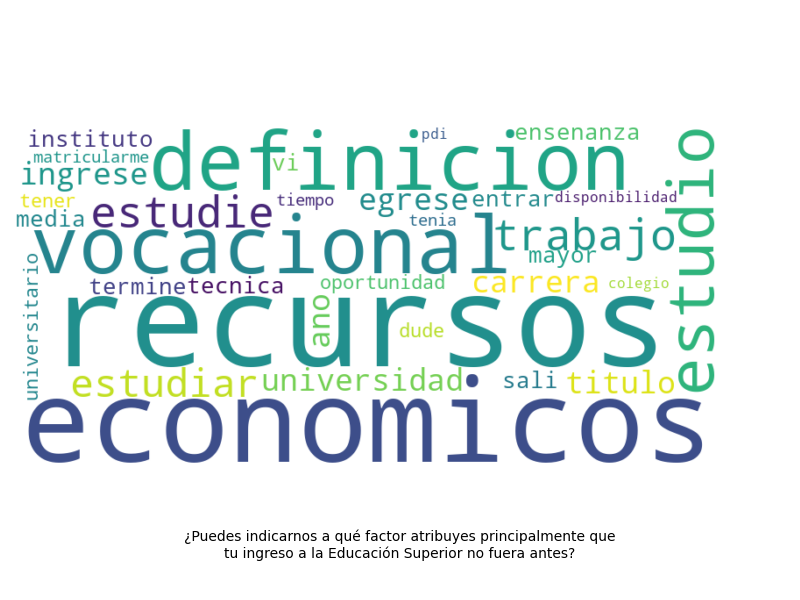 instituto
definicion
vi
pdi
ensenanza
estudio
matricularme
ingrese
tener
media
estudie
tiempo
egrese
entrar
disponibilidad
tenia
vocacional
trabajo
mayor
universitario
termine
tecnica
oportunidad
carrera
colegio
recursos
ano
dude
estudiar
universidad
sali
titulo
economicos
¿Puedes indicarnos a qué factor atribuyes principalmente que
tu ingreso a la Educación Superior no fuera antes?